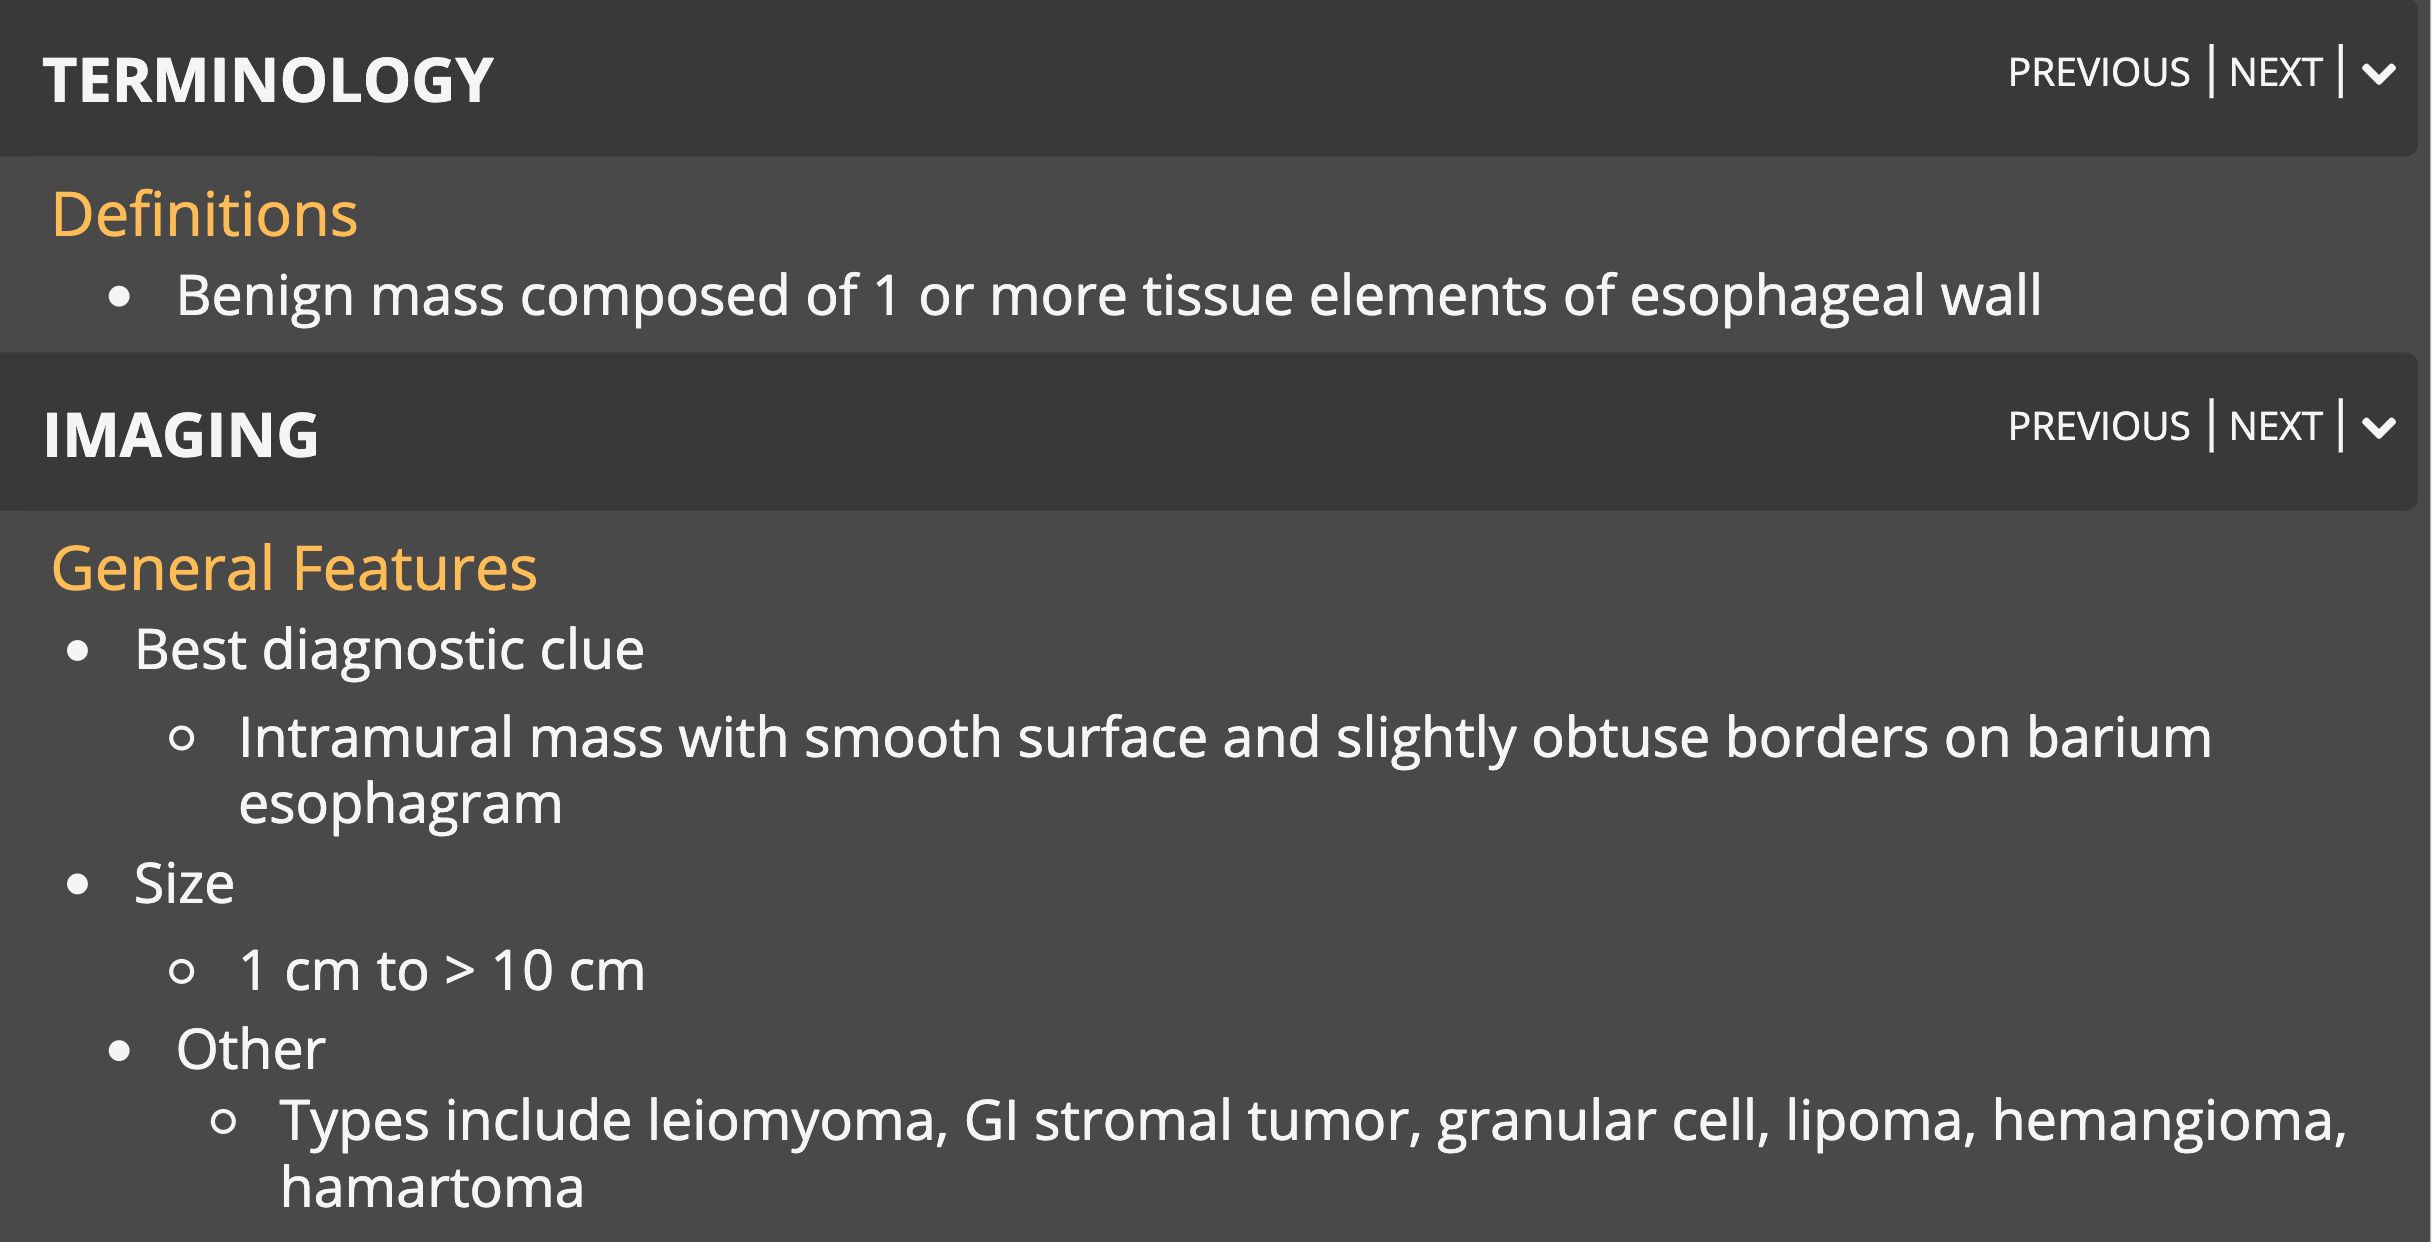 TERMINOLOGY
PREVIOUS | NEXT |
Definitions
• Benign mass composed of 1 or more tissue elements of esophageal wall
IMAGING
PREVIOUS | NEXT |
General Features
• Best diagnostic clue
○ Intramural mass with smooth surface and slightly obtuse borders on barium
esophagram
• Size
○ 1 cm to > 10 cm
• Other
○ Types include leiomyoma, GI stromal tumor, granular cell, lipoma, hemangioma,
hamartoma